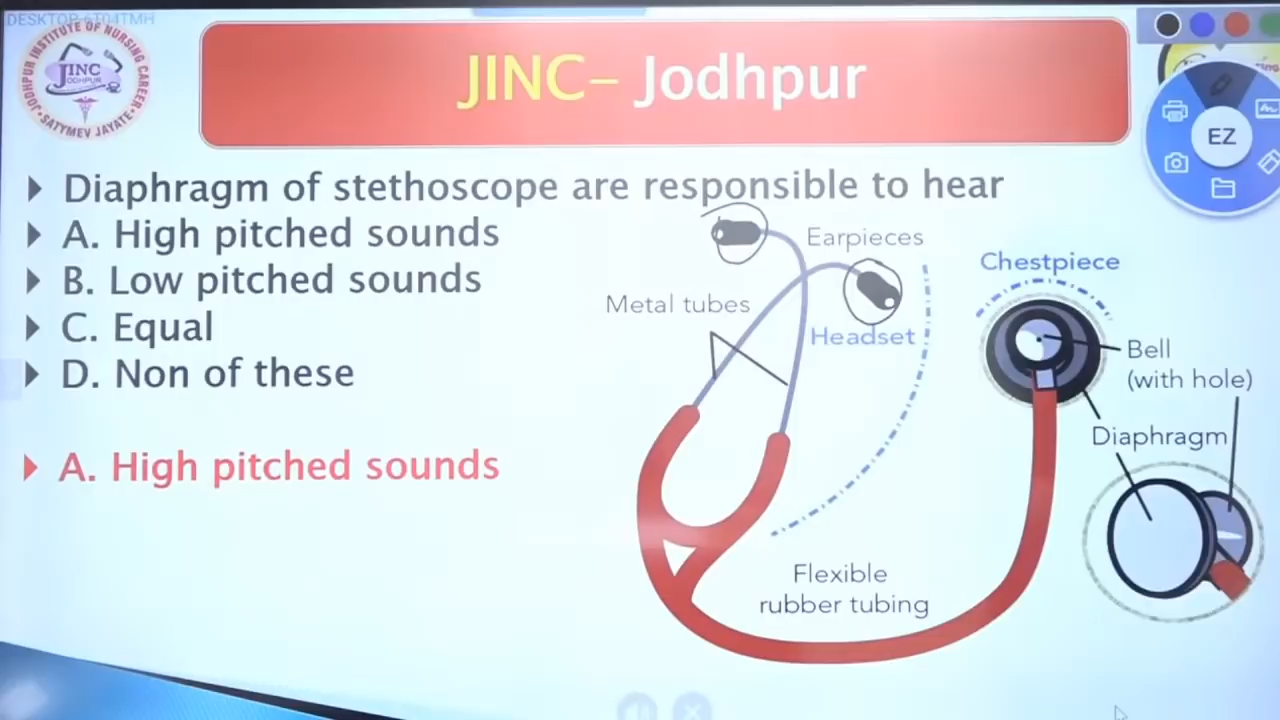 DESKTOP-6T04TMH
JODHPUR INSTITUTE OF NURSING CAREER
JINC
JODHPUR
SATYMEV JAYATE
JINC- Jodhpur
EZ
Diaphragm of stethoscope are responsible to hear
A. High pitched sounds
B. Low pitched sounds
C. Equal
D. Non of these
A. High pitched sounds
Earpieces
Metal tubes
Headset
Chestpiece
Bell
(with hole)
Diaphragm
Flexible
rubber tubing